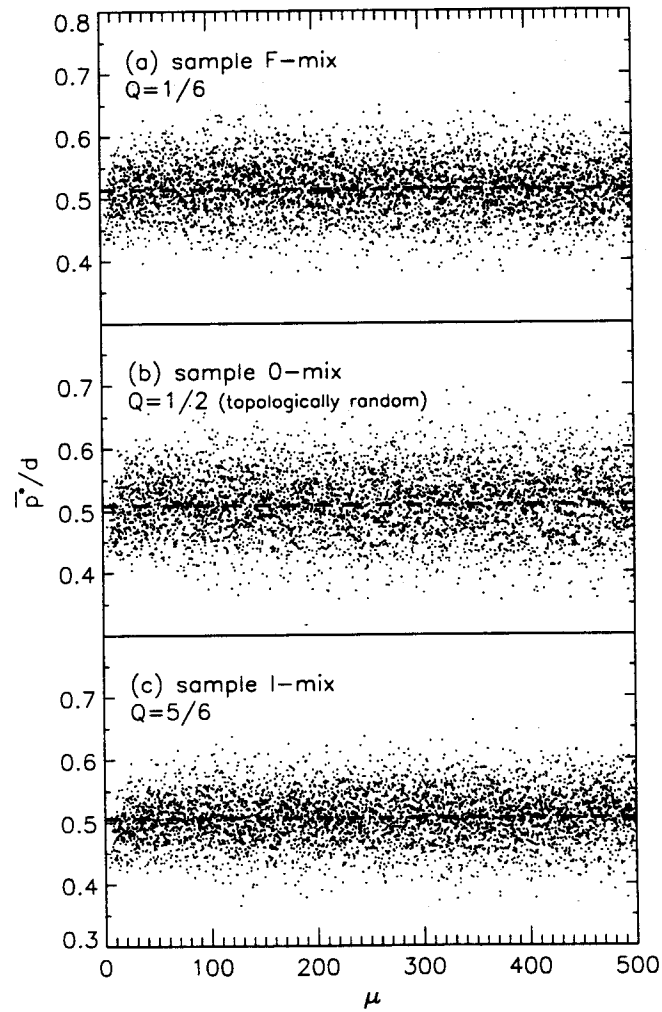 0.8
(a) sample F-mix
0.7
Q=1/6
0.6
0.5
0.4
(b) sample O-mix
0.7
Q=1/2 (topologically random)
0.6
p̅*/d
0.5
0.4
(c) sample I-mix
0.7
Q=5/6
0.6
0.5
0.4
0.3
0 100 200 300 400 500
μ